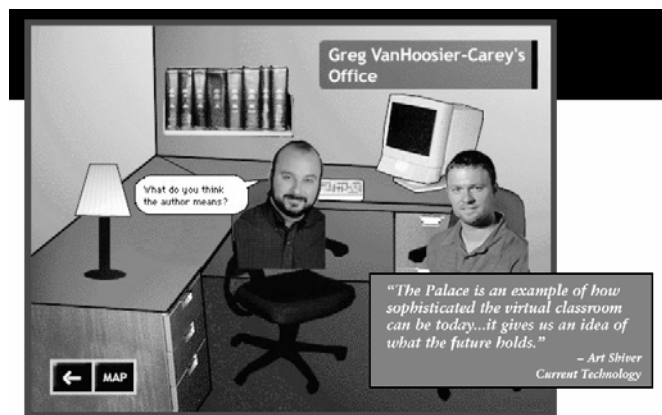 Greg VanHoosier-Carey's
Office
What do you think
the author means?
"The Palace is an example of how
sophisticated the virtual classroom
can be today...it gives us an idea of
what the future holds."
– Art Shiver
Current Technology
MAP